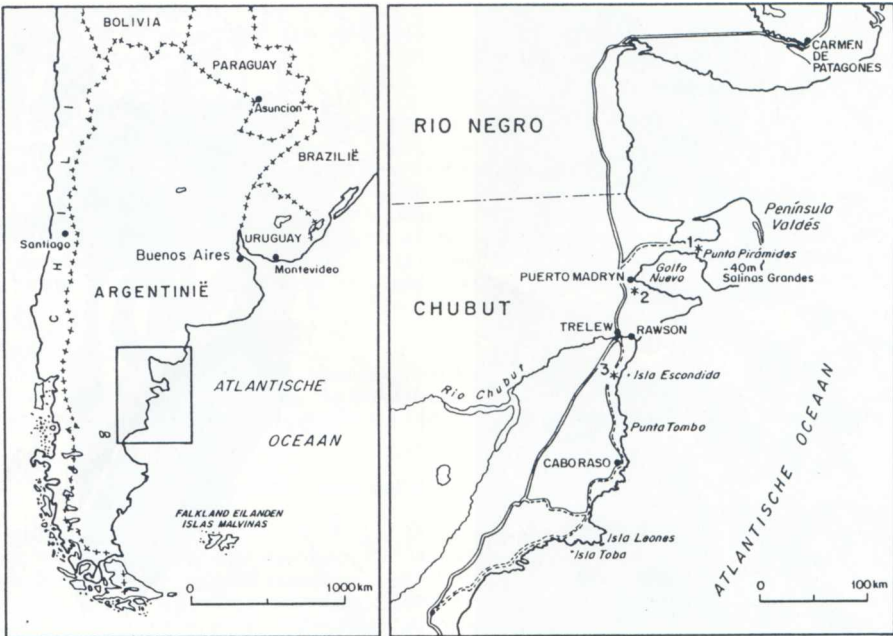 BOLIVIA
PARAGUAY
Asuncion
BRAZILIË
CHILI
Santiago
URUGUAY
Buenos Aires
Montevideo
ARGENTINIË
ATLANTISCHE
OCEAAN
8
FALKLAND EILANDEN
ISLAS MALVINAS
0 1000 km
CARMEN
DE
PATAGONES
RIO NEGRO
Península
Valdés
1
Punta Pirámides
-40m
Salinas Grandes
Golfo
Nuevo
PUERTO MADRYN
*2
CHUBUT
TRELEW
RAWSON
3*
Isla Escondida
Rio Chubut
Punta Tombo
CABO RASO
Isla Leones
Isla Toba
ATLANTISCHE OCEAAN
0 100 km